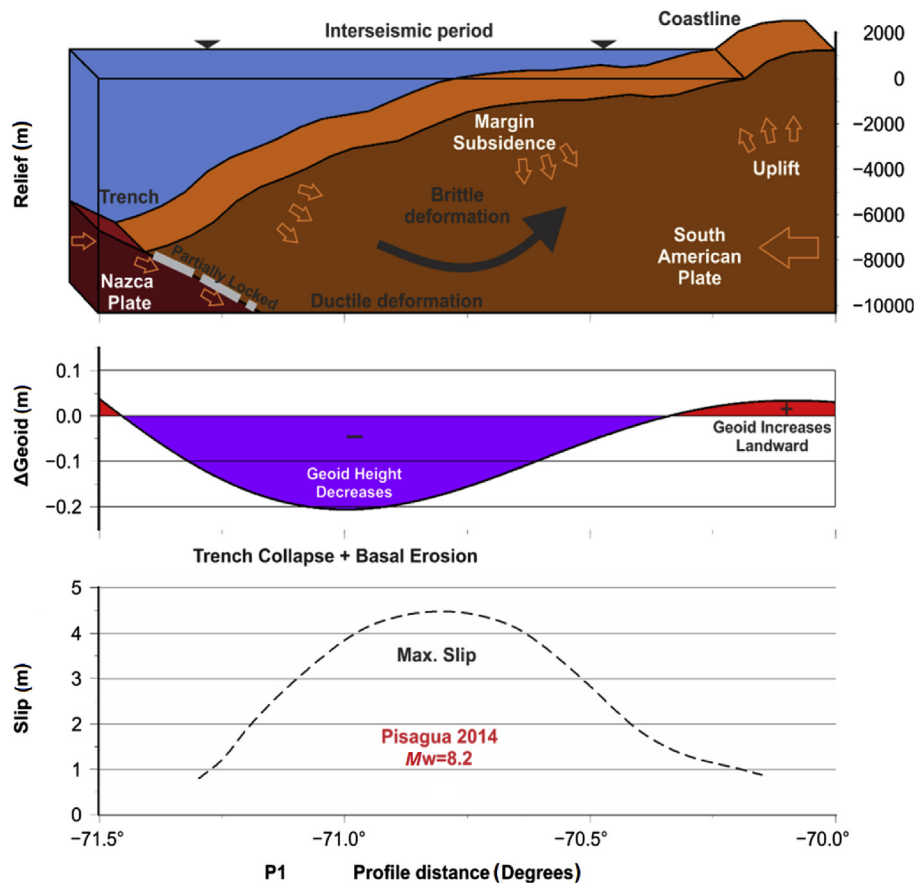 Coastline
Interseismic period
2000
0
−2000
−4000
−6000
−8000
−10000
Relief (m)
Margin
Subsidence
Uplift
Trench
Brittle
deformation
South
American
Plate
Partially Locked
Nazca
Plate
Ductile deformation
ΔGeoid (m)
0.1
0.0
−0.1
−0.2
−
+
Geoid Increases
Landward
Geoid Height
Decreases
Trench Collapse + Basal Erosion
Slip (m)
5
4
3
2
1
0
Max. Slip
Pisagua 2014
Mw=8.2
−71.5°
−71.0°
−70.5°
−70.0°
P1
Profile distance (Degrees)